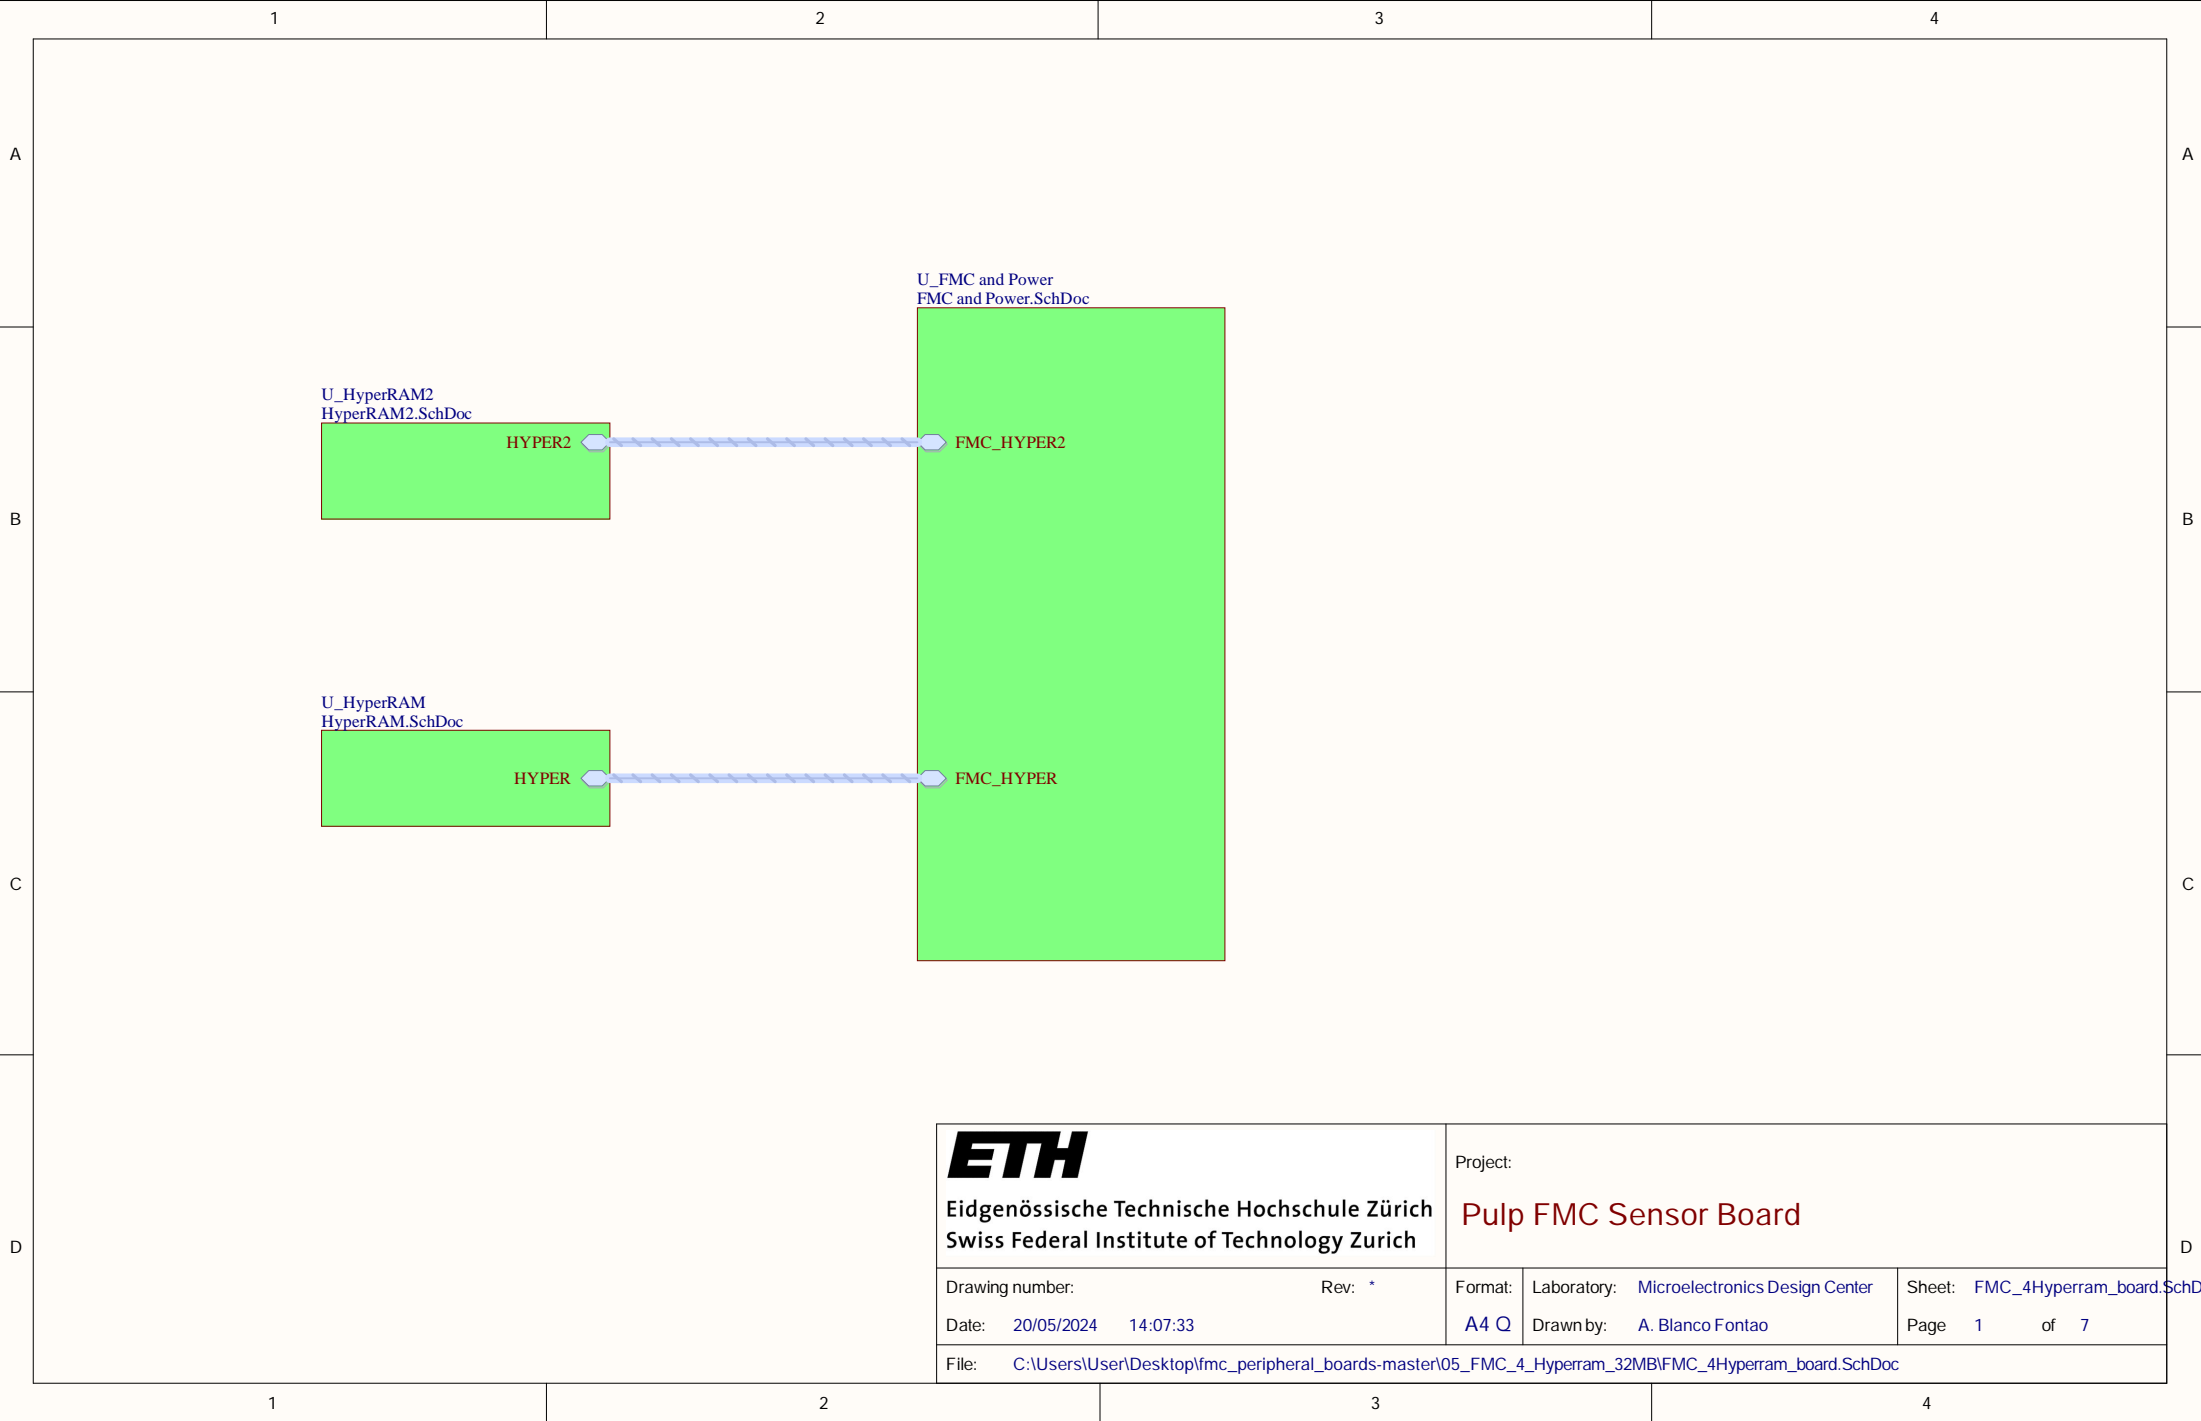 1 2 3 4
A A
U_FMC and Power
FMC and Power.SchDoc
U_HyperRAM2
HyperRAM2.SchDoc
HYPER2 FMC_HYPER2
B B
U_HyperRAM
HyperRAM.SchDoc
HYPER FMC_HYPER
C C
ETH
Eidgenössische Technische Hochschule Zürich
Swiss Federal Institute of Technology Zurich
Project:
Pulp FMC Sensor Board
D D
Drawing number: Rev: * Format: Laboratory: Microelectronics Design Center Sheet: FMC_4Hyperram_board.SchD
Date: 20/05/2024 14:07:33 A4 Q Drawn by: A. Blanco Fontao Page 1 of 7
File: C:\Users\User\Desktop\fmc_peripheral_boards-master\05_FMC_4_Hyperram_32MB\FMC_4Hyperram_board.SchDoc
1 2 3 4